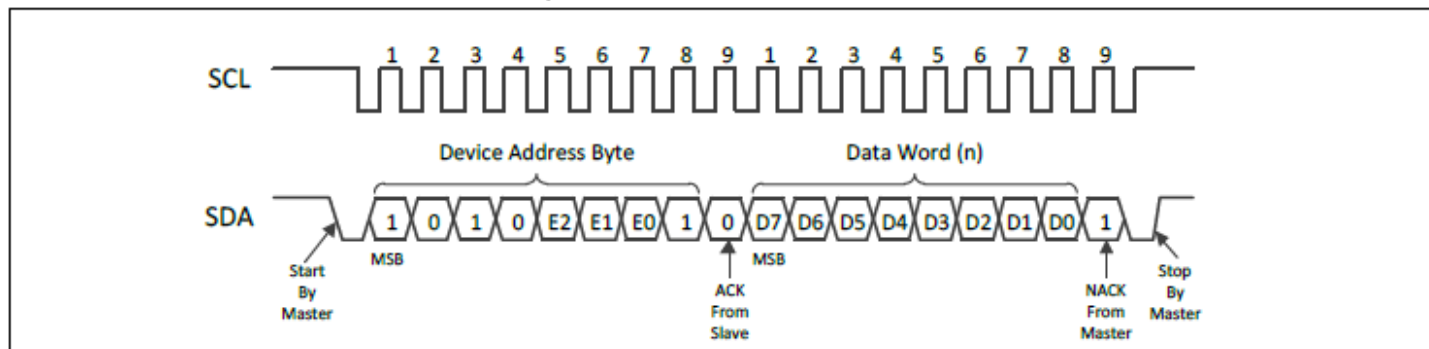 1 2 3 4 5 6 7 8 9 1 2 3 4 5 6 7 8 9
SCL
Device Address Byte Data Word (n)
SDA 1 0 1 0 E2 E1 E0 1 0 D7 D6 D5 D4 D3 D2 D1 D0 1
MSB MSB
Start
By
Master
ACK
From
Slave
NACK
From
Master
Stop
By
Master